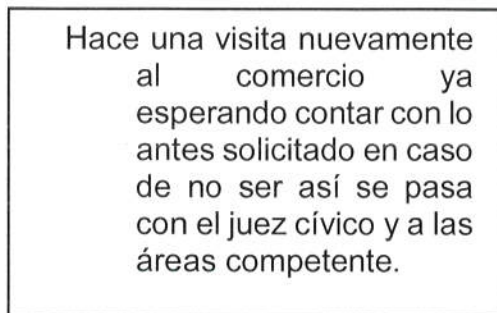 Hace una visita nuevamente
al comercio ya
esperando contar con lo
antes solicitado en caso
de no ser así se pasa
con el juez cívico y a las
áreas competente.